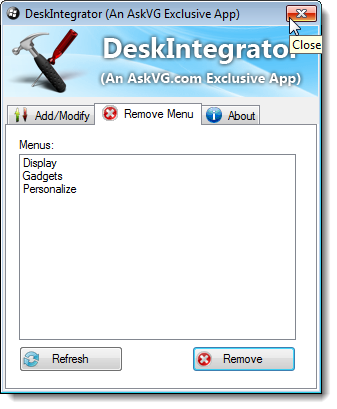 DeskIntegrator (An AskVG Exclusive App)
Close
DeskIntegrator
(An AskVG.com Exclusive App)
Add/Modify
Remove Menu
About
Menus:
Display
Gadgets
Personalize
Refresh
Remove